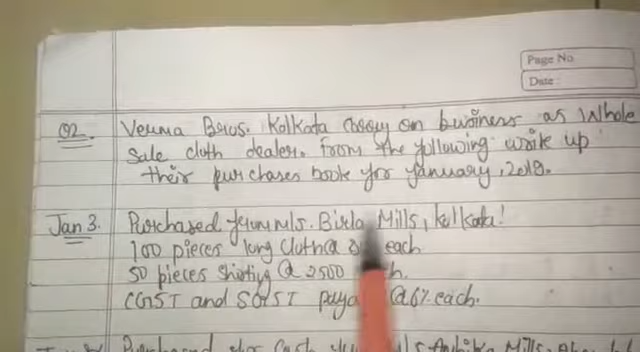 Page No
Date
Q2. Verma Bros. Kolkata carry on business as Whole
sale cloth dealer. From the following write up
their purchases book for January, 2018.
Jan 3. Purchased from M/s. Birla Mills, Kolkata!
100 pieces long cloth @ each
50 pieces shirting @ 2500
CGST and SGST @ 6% each.
Mills